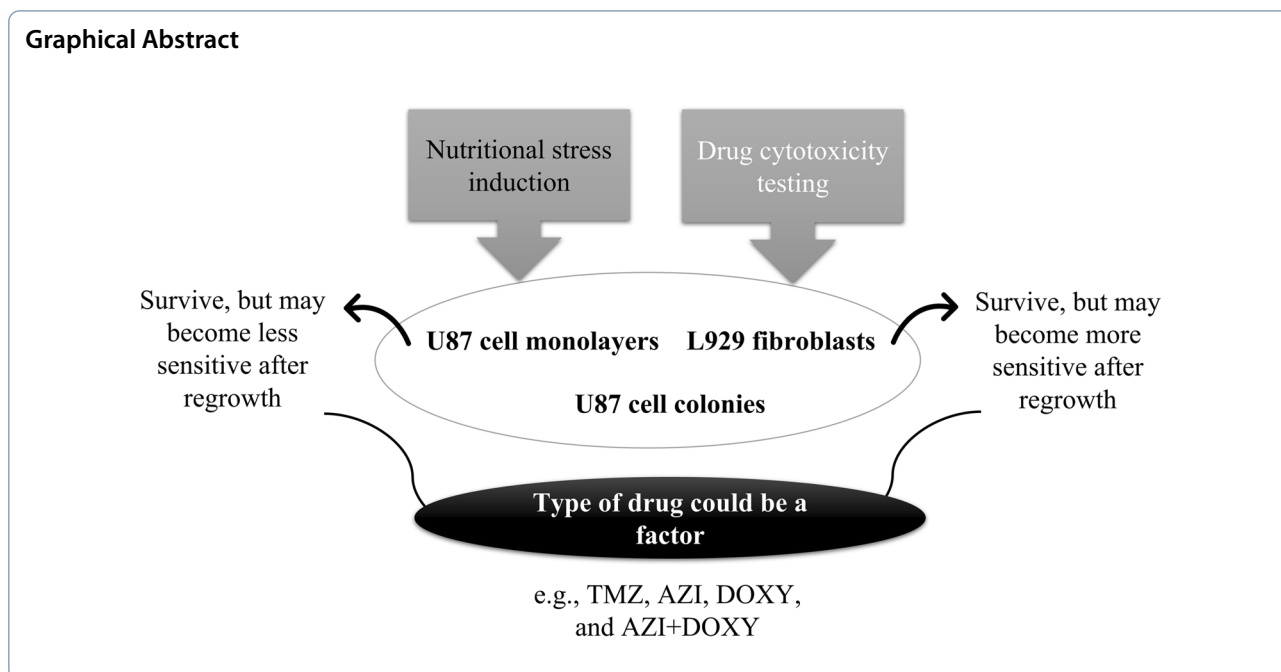 Graphical Abstract
Nutritional stress
induction
Drug cytotoxicity
testing
Survive, but may
become less
sensitive after
regrowth
U87 cell monolayers
L929 fibroblasts
U87 cell colonies
Survive, but may
become more
sensitive after
regrowth
Type of drug could be a
factor
e.g., TMZ, AZI, DOXY,
and AZI+DOXY